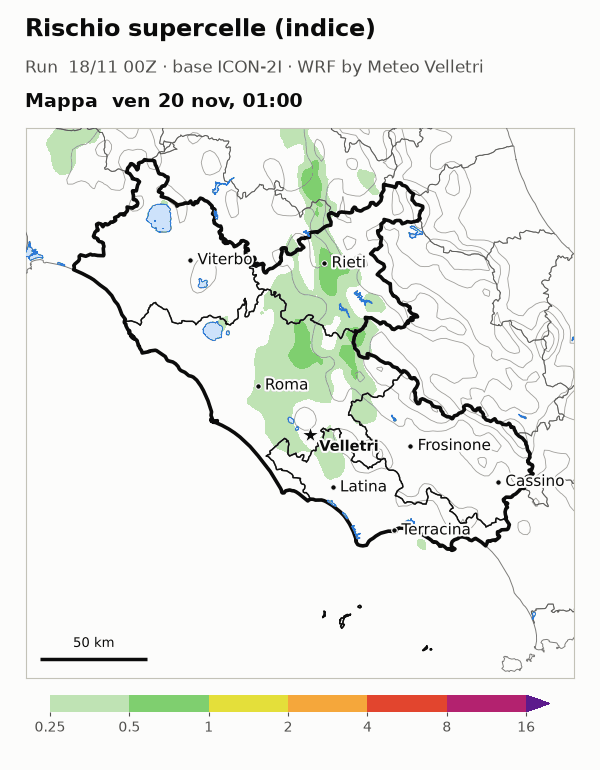 Rischio supercelle (indice)
Run 18/11 00Z · base ICON-2I · WRF by Meteo Velletri
Mappa ven 20 nov, 01:00
Viterbo
Rieti
Roma
Velletri
Frosinone
Latina
Cassino
Terracina
50 km
0.25 0.5 1 2 4 8 16